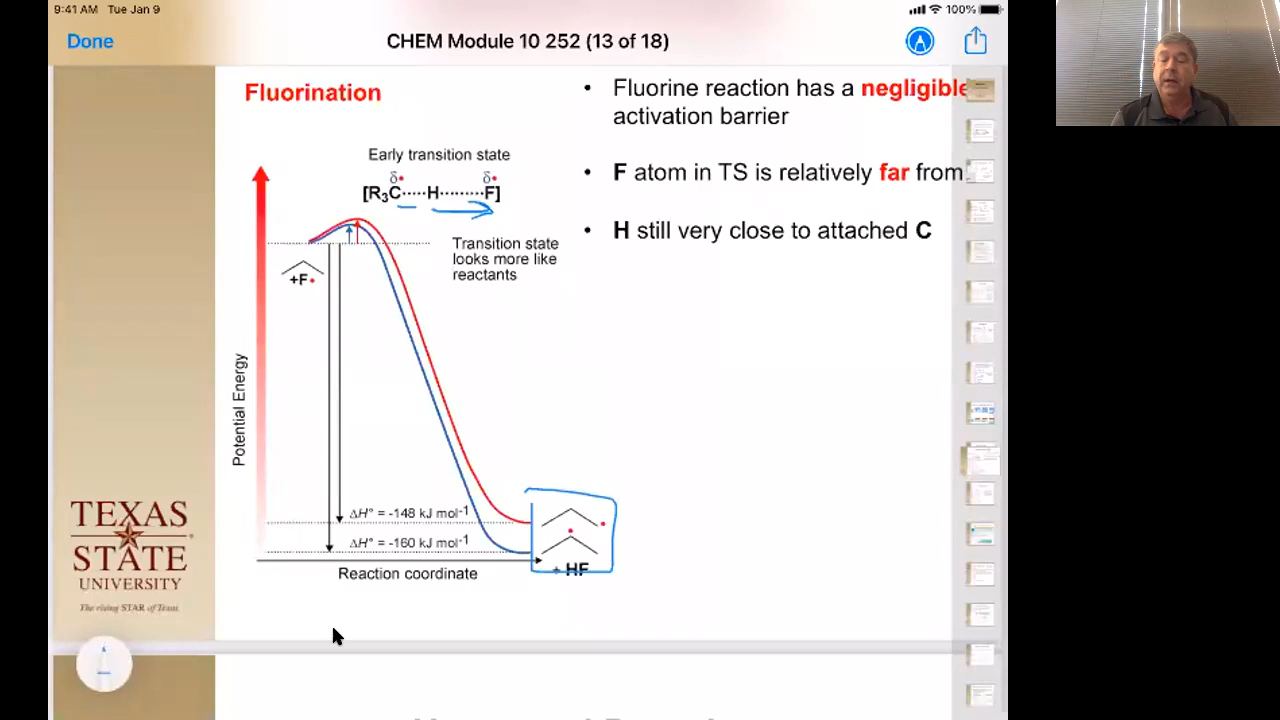 9:41 AM Tue Jan 9
100%
Done
CHEM Module 10 252 (13 of 18)
Fluorination
Early transition state
δ• δ•
[R₃C·····H········F]
Transition state
looks more like
reactants
+F•
Potential Energy
ΔH° = -148 kJ mol⁻¹
ΔH° = -160 kJ mol⁻¹
+ HF
Reaction coordinate
• Fluorine reaction has a negligible
activation barrier
• F atom in TS is relatively far from
• H still very close to attached C
TEXAS
STATE
UNIVERSITY
The rising STAR of Texas